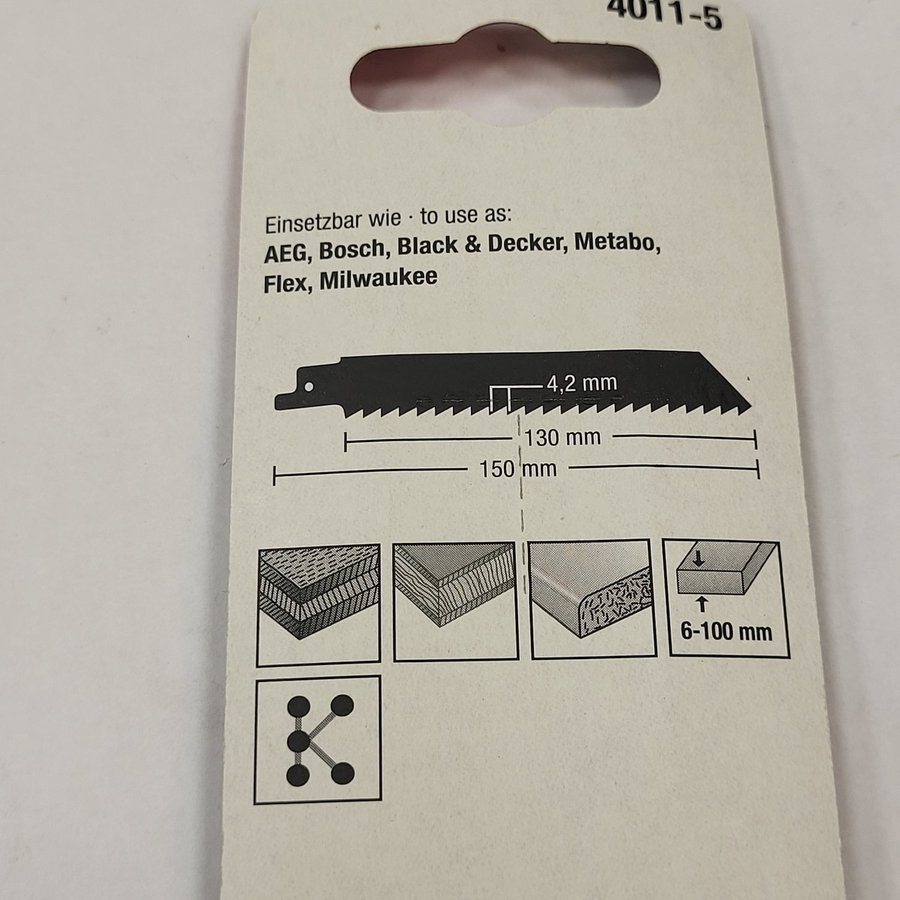 4011-5
Einsetzbar wie · to use as:
AEG, Bosch, Black & Decker, Metabo,
Flex, Milwaukee
4,2 mm
130 mm
150 mm
6-100 mm
K